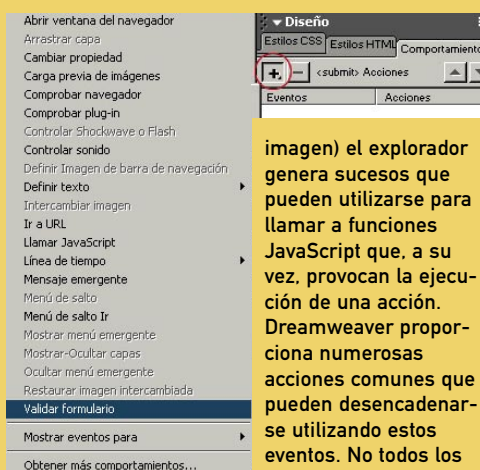 Abrir ventana del navegador
Arrastrar capa
Cambiar propiedad
Carga previa de imágenes
Comprobar navegador
Comprobar plug-in
Controlar Shockwave o Flash
Controlar sonido
Definir Imagen de barra de navegación
Definir texto
Intercambiar imagen
Ir a URL
Llamar JavaScript
Línea de tiempo
Mensaje emergente
Menú de salto
Menú de salto Ir
Mostrar menú emergente
Mostrar-Ocultar capas
Ocultar menú emergente
Restaurar imagen intercambiada
Validar formulario
Mostrar eventos para
Obtener más comportamientos...
Diseño
Estilos CSS Estilos HTML Comportamiento
<submit> Acciones
Eventos Acciones
imagen) el explorador
genera sucesos que
pueden utilizarse para
llamar a funciones
JavaScript que, a su
vez, provocan la ejecu-
ción de una acción.
Dreamweaver propor-
ciona numerosas
acciones comunes que
pueden desencadenar-
se utilizando estos
eventos. No todos los